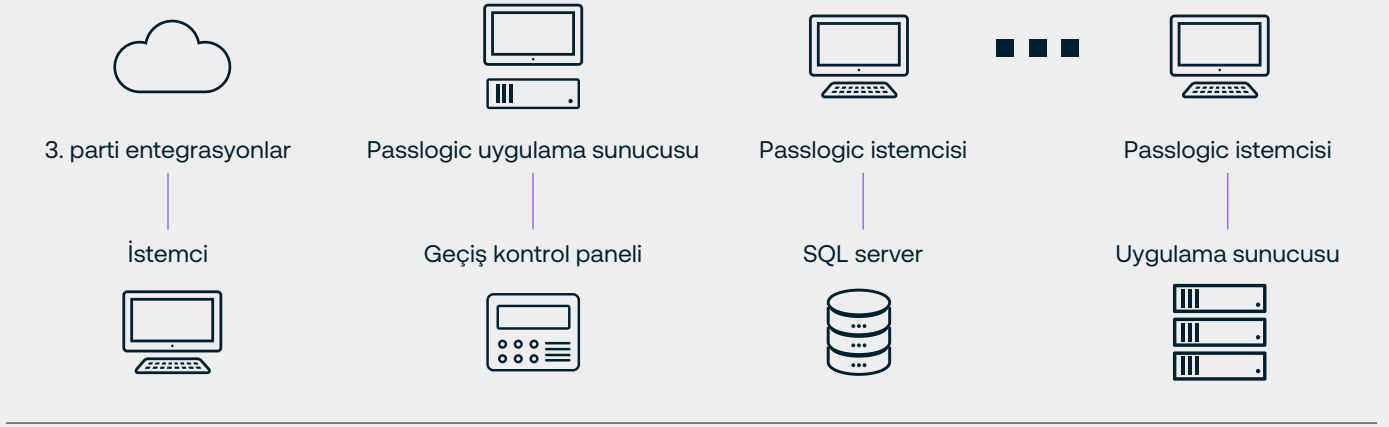 3. parti entegrasyonlar
Passlogic uygulama sunucusu
Passlogic istemcisi
Passlogic istemcisi
İstemci
Geçiş kontrol paneli
SQL server
Uygulama sunucusu